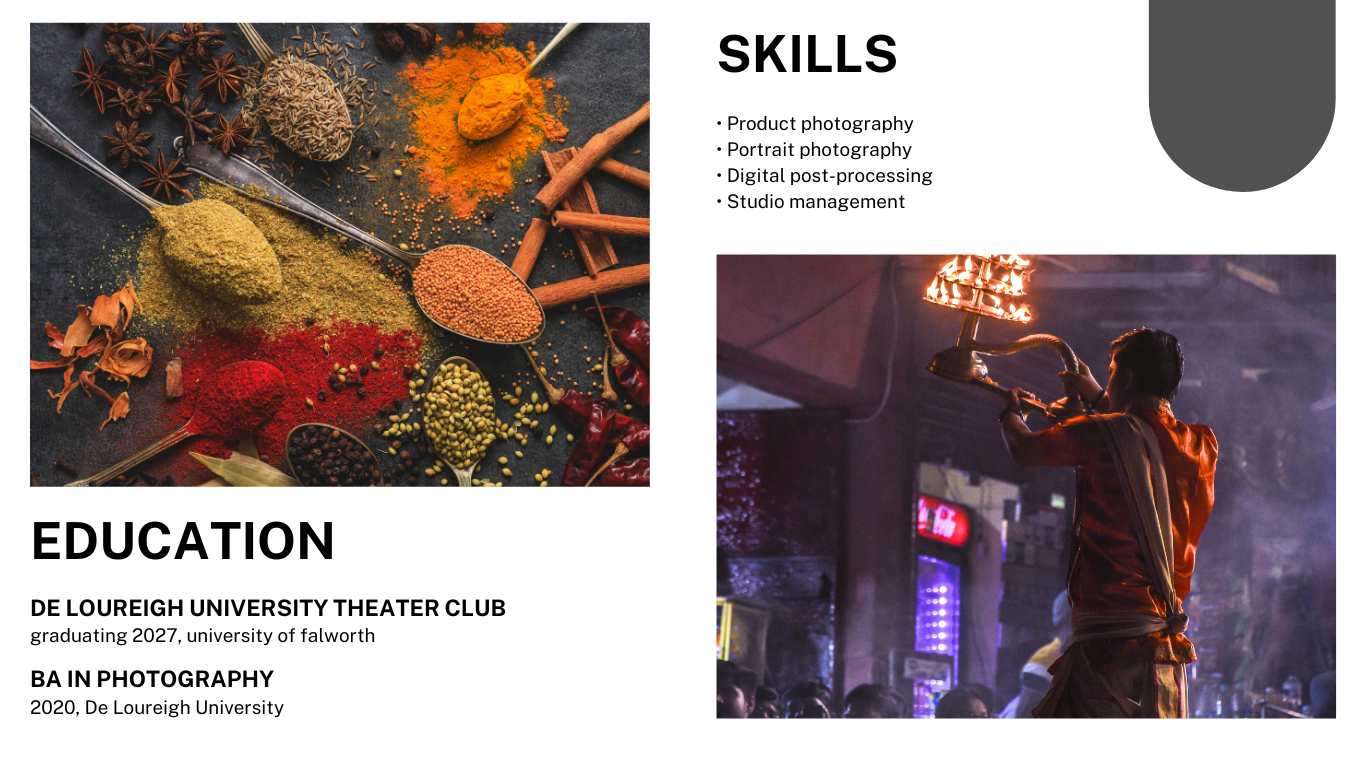 SKILLS
• Product photography
• Portrait photography
• Digital post-processing
• Studio management
EDUCATION
DE LOUREIGH UNIVERSITY THEATER CLUB
graduating 2027, university of falworth
BA IN PHOTOGRAPHY
2020, De Loureigh University